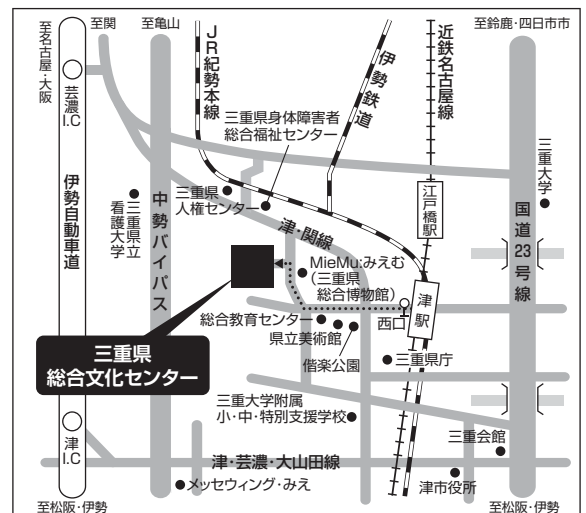 至関
至亀山
至鈴鹿・四日市市
至名古屋・大阪
芸濃
I.C
JR紀勢本線
伊勢鉄道
近鉄名古屋線
三重県身体障害者
総合福祉センター
三重大学
伊勢自動車道
三重県立
看護大学
中勢バイパス
三重県
人権センター
江戸橋駅
国道23号線
津・関線
MieMu:みえむ
(三重県
総合博物館)
津駅
西口
総合教育センター
県立美術館
偕楽公園
三重県
総合文化センター
三重県庁
三重大学附属
小・中・特別支援学校
三重会館
津
I.C
津・芸濃・大山田線
メッセウィング・みえ
津市役所
至松阪・伊勢
至松阪・伊勢